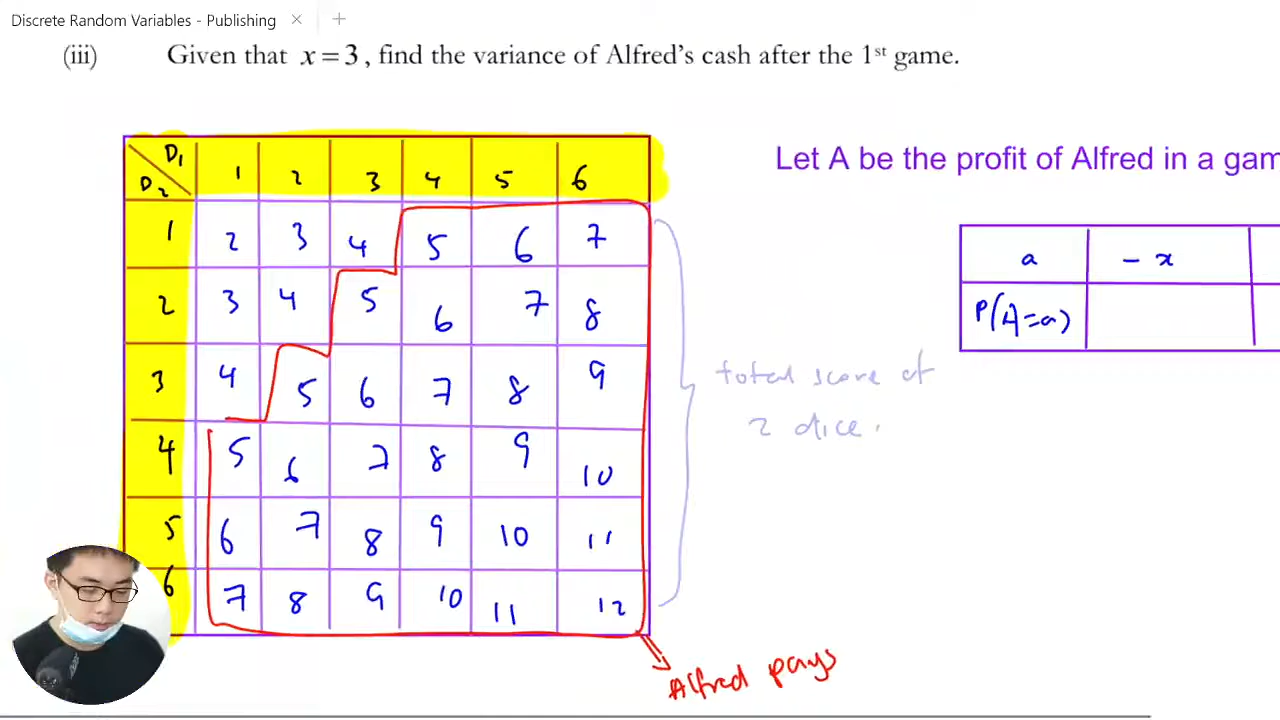 Discrete Random Variables - Publishing
(iii) Given that x = 3, find the variance of Alfred's cash after the 1st game.
Let A be the profit of Alfred in a gam
D1 D2 1 2 3 4 5 6
1 2 3 4 5 6 7
2 3 4 5 6 7 8
3 4 5 6 7 8 9
4 5 6 7 8 9 10
5 6 7 8 9 10 11
6 7 8 9 10 11 12
a - x
P(A=a)
total score of
2 dice.
Alfred pays